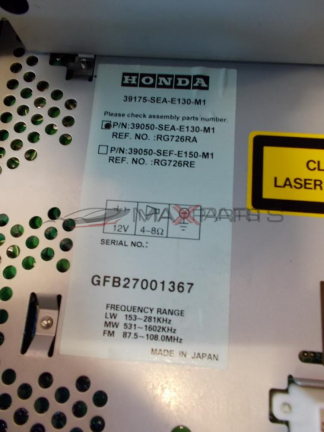 HONDA
39175-SEA-E130-M1
Please check assembly parts number
P/N:39050-SEA-E130-M1
REF. NO. :RG726RA
P/N:39050-SEF-E150-M1
REF. NO. :RG726RE
MAXPARTS
12V 4~8Ω
SERIAL NO.:
GFB27001367
FREQUENCY RANGE
LW 153~281KHz
MW 531~1602KHz
FM 87.5~108.0MHz
MADE IN JAPAN
CL
LASER